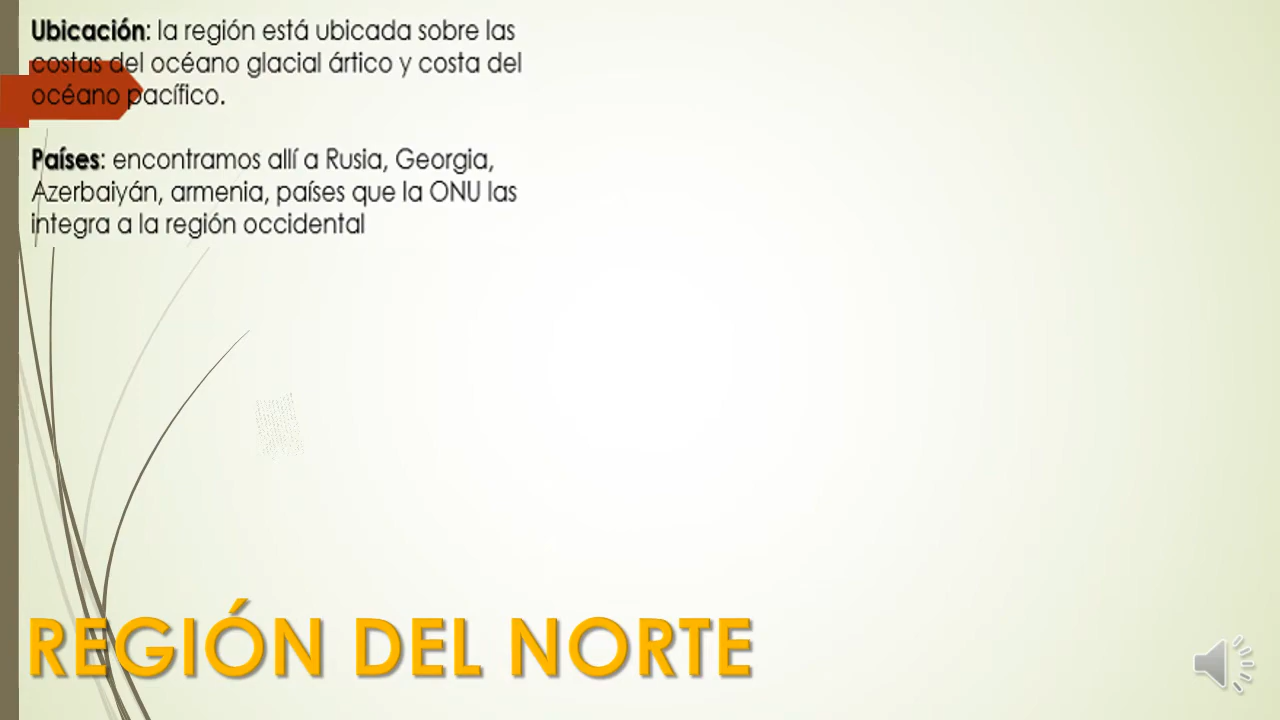 Ubicación: la región está ubicada sobre las
costas del océano glacial ártico y costa del
océano pacífico.
Países: encontramos allí a Rusia, Georgia,
Azerbaiyán, armenia, países que la ONU las
integra a la región occidental
REGIÓN DEL NORTE